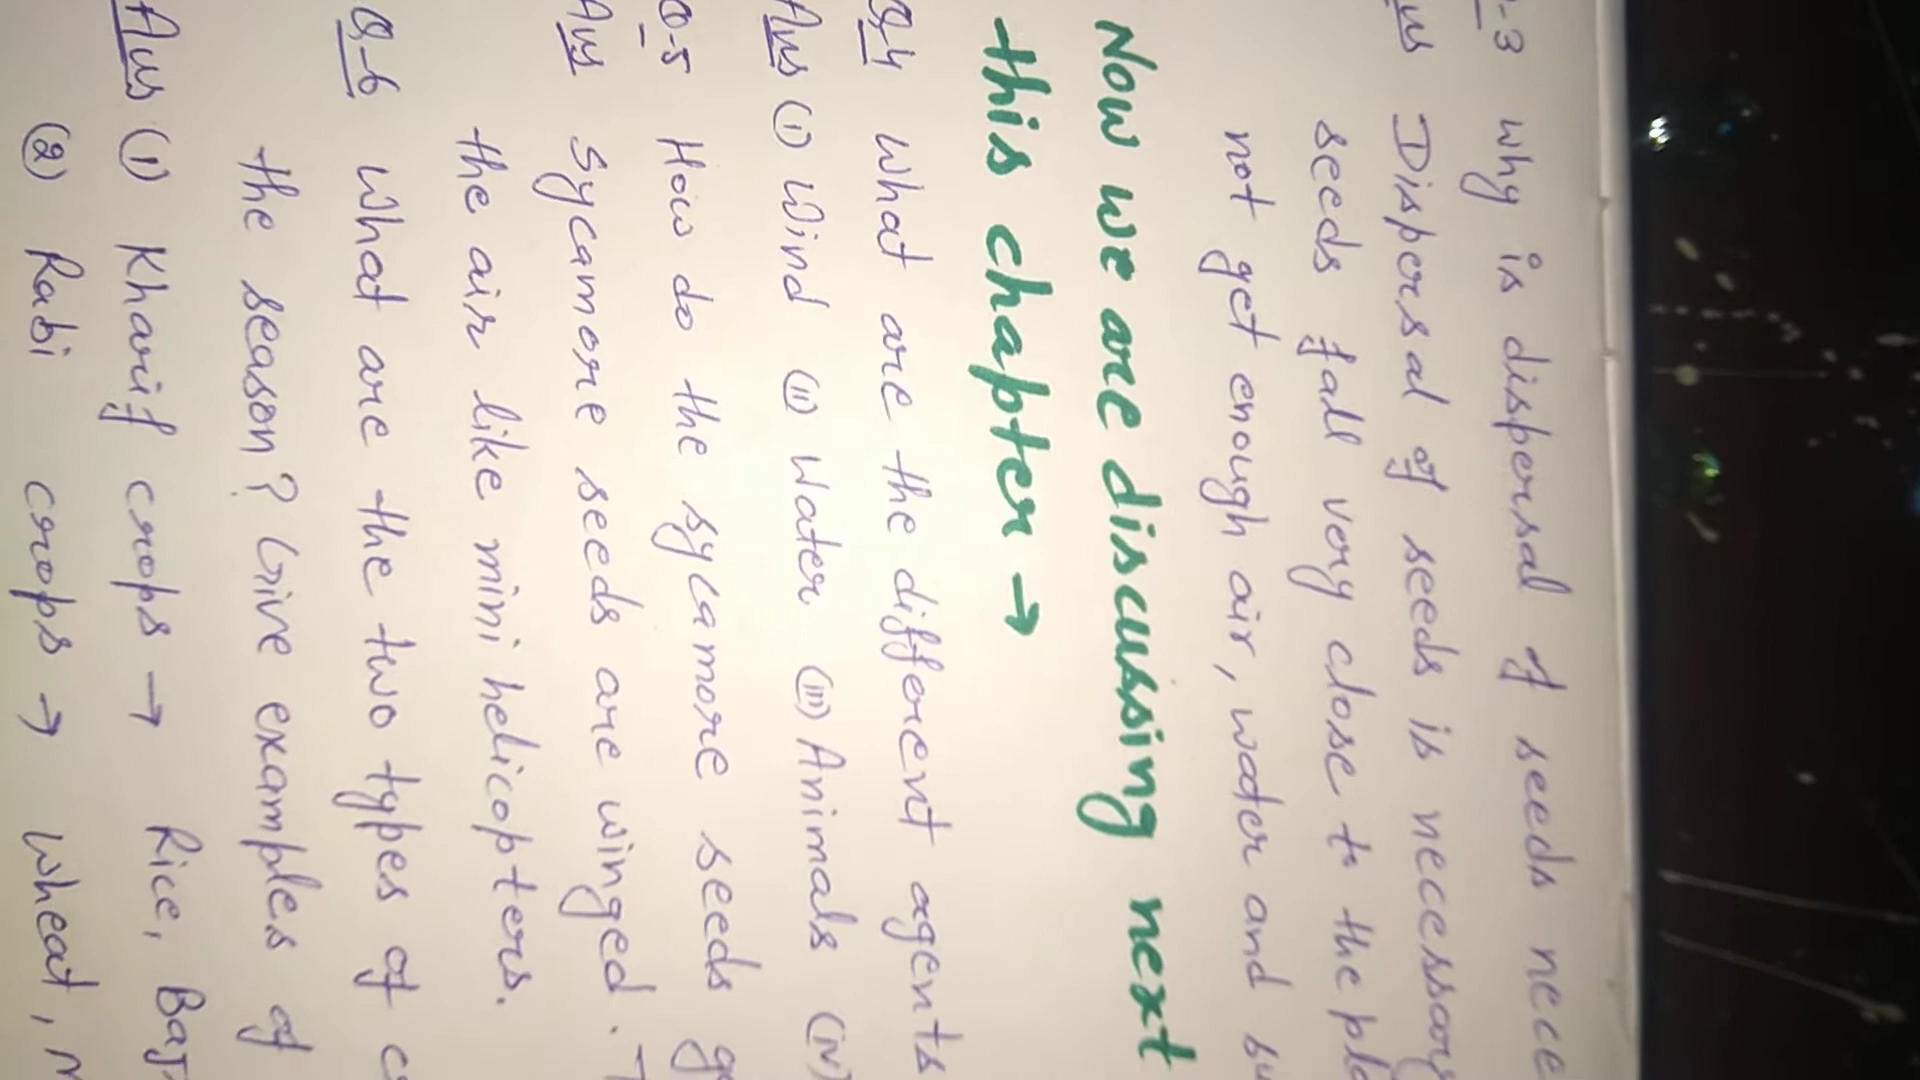 -3 why is dispersal of seeds nece
Ans Dispersal of seeds is necessary
seeds fall very close to the pla
not get enough air, water and su
Now we are discussing next
this chapter →
Q-4 What are the different agents
Ans (i) Wind (ii) Water (iii) Animals (iv)
Q-5 How do the sycamore seeds g
Ans Sycamore seeds are winged. T
the air like mini helicopters.
Q-6 What are the two types of c
the season? Give examples of
Ans (1) Kharif crops → Rice, Baj
(2) Rabi crops → Wheat, M